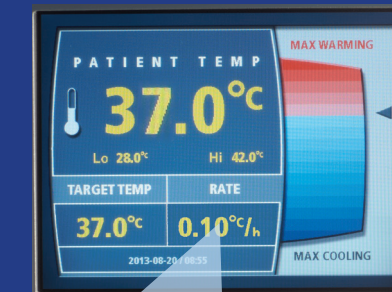 PATIENT TEMP
37.0°C
Lo 28.0°C Hi 42.0°C
TARGET TEMP RATE
37.0°C 0.10°C/h
2013-08-20 / 06:55
MAX WARMING
MAX COOLING